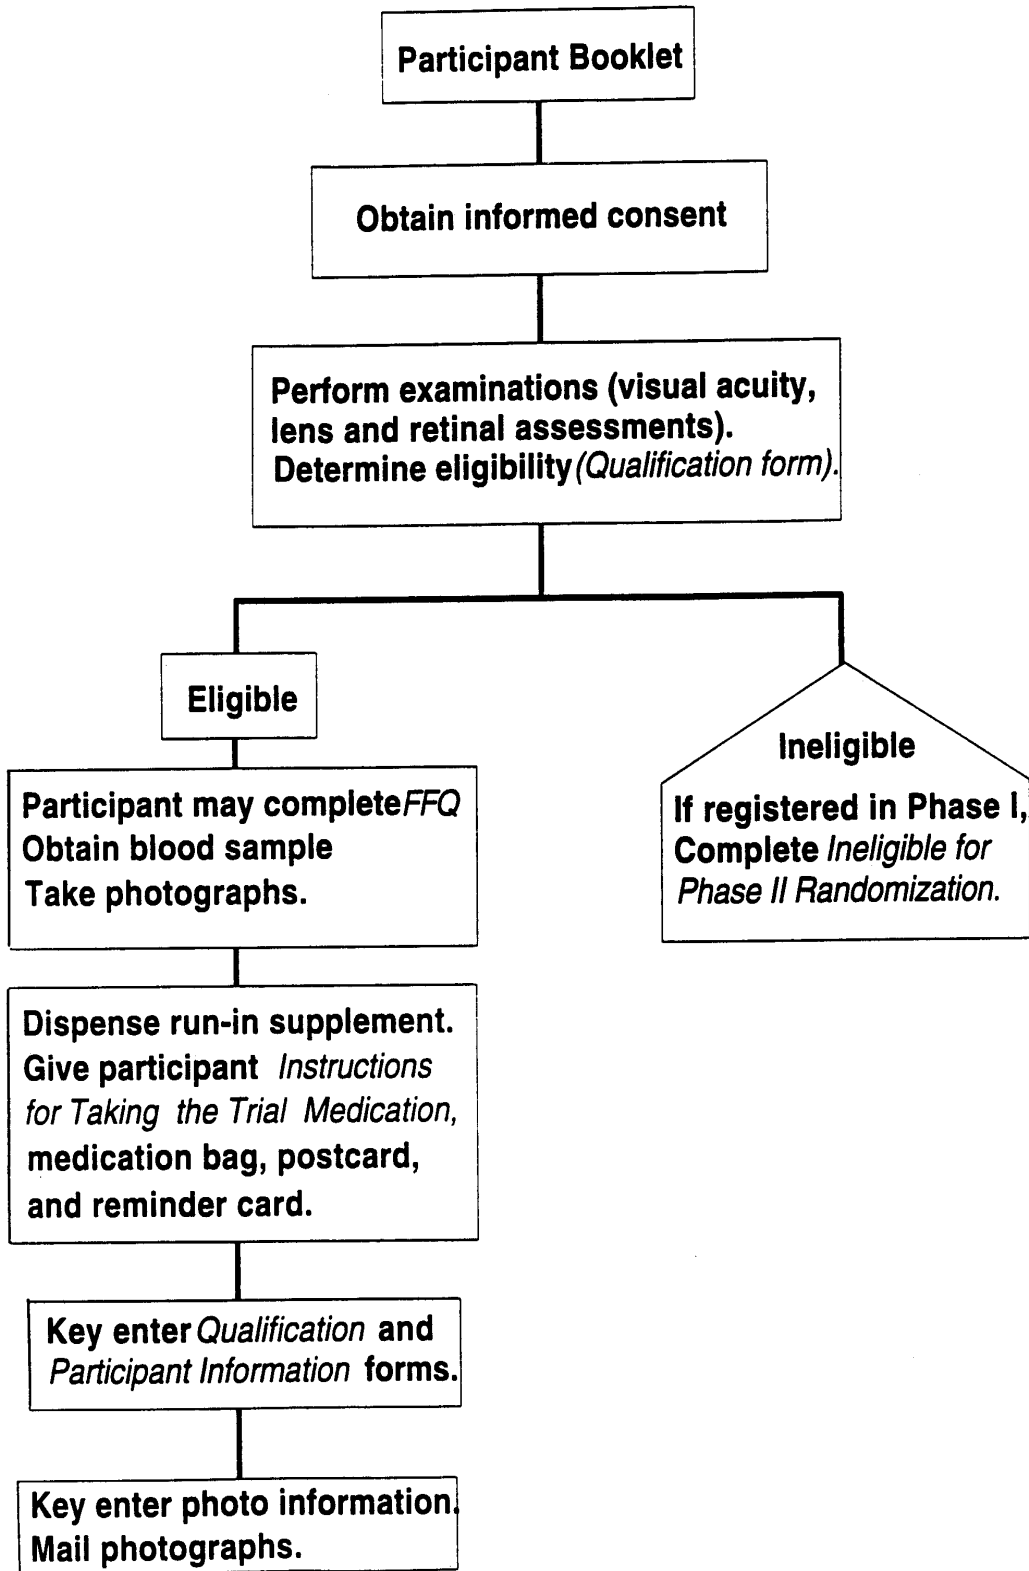 Participant Booklet
Obtain informed consent
Perform examinations (visual acuity,
lens and retinal assessments).
Determine eligibility (Qualification form).
Eligible
Participant may complete FFQ
Obtain blood sample
Take photographs.
Dispense run-in supplement.
Give participant Instructions
for Taking the Trial Medication,
medication bag, postcard,
and reminder card.
Key enter Qualification and
Participant Information forms.
Key enter photo information.
Mail photographs.
Ineligible
If registered in Phase I,
Complete Ineligible for
Phase II Randomization.